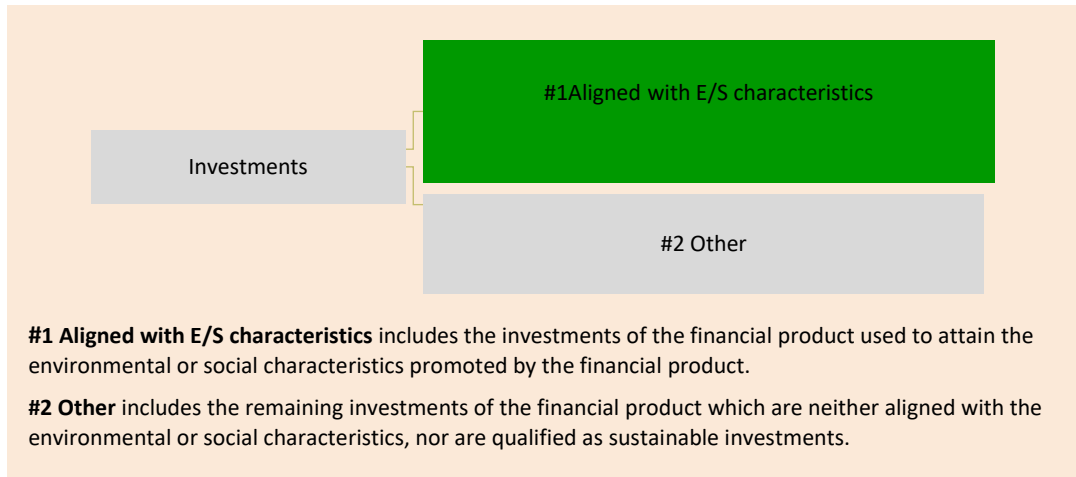 #1Aligned with E/S characteristics
Investments
#2 Other
#1 Aligned with E/S characteristics includes the investments of the financial product used to attain the
environmental or social characteristics promoted by the financial product.
#2 Other includes the remaining investments of the financial product which are neither aligned with the
environmental or social characteristics, nor are qualified as sustainable investments.